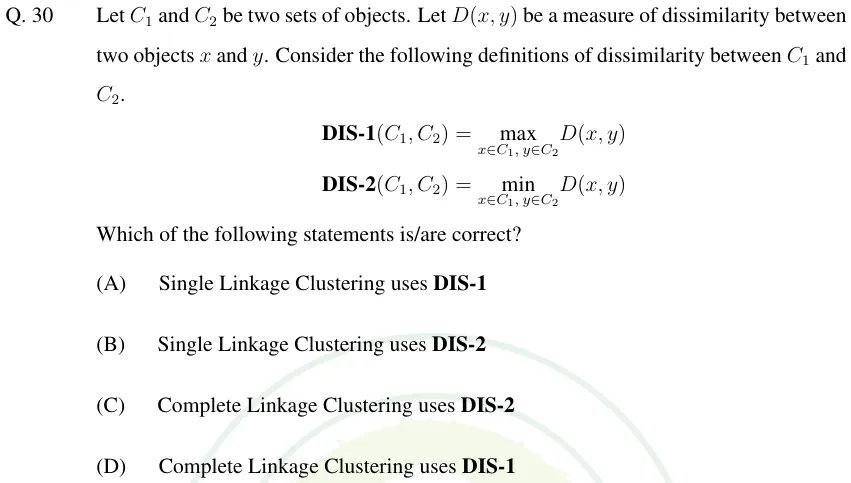 Q. 30 Let C₁ and C₂ be two sets of objects. Let D(x, y) be a measure of dissimilarity between
two objects x and y. Consider the following definitions of dissimilarity between C₁ and
C₂.
DIS-1(C₁, C₂) = max D(x, y)
x∈C₁, y∈C₂
DIS-2(C₁, C₂) = min D(x, y)
x∈C₁, y∈C₂
Which of the following statements is/are correct?
(A) Single Linkage Clustering uses DIS-1
(B) Single Linkage Clustering uses DIS-2
(C) Complete Linkage Clustering uses DIS-2
(D) Complete Linkage Clustering uses DIS-1